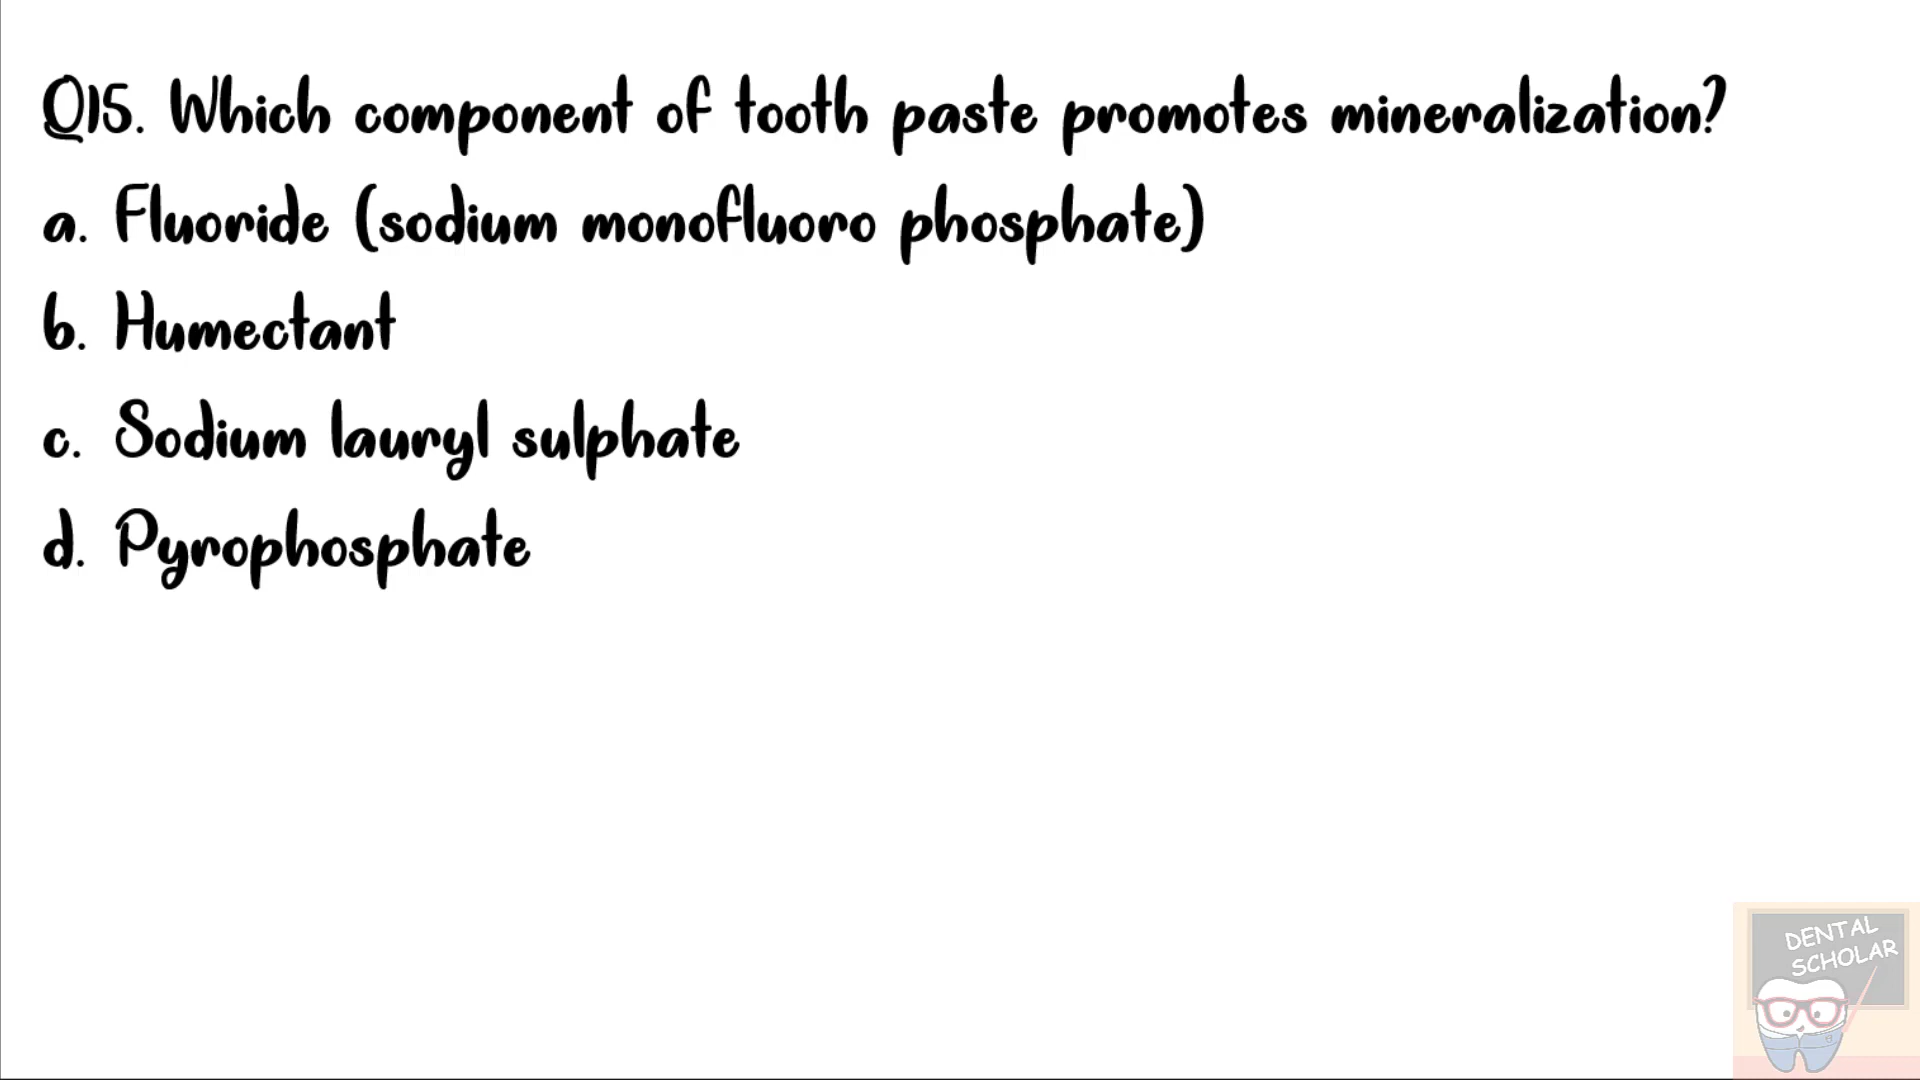 Q15. Which component of tooth paste promotes mineralization?
a. Fluoride (sodium monofluoro phosphate)
b. Humectant
c. Sodium lauryl sulphate
d. Pyrophosphate
DENTAL
SCHOLAR